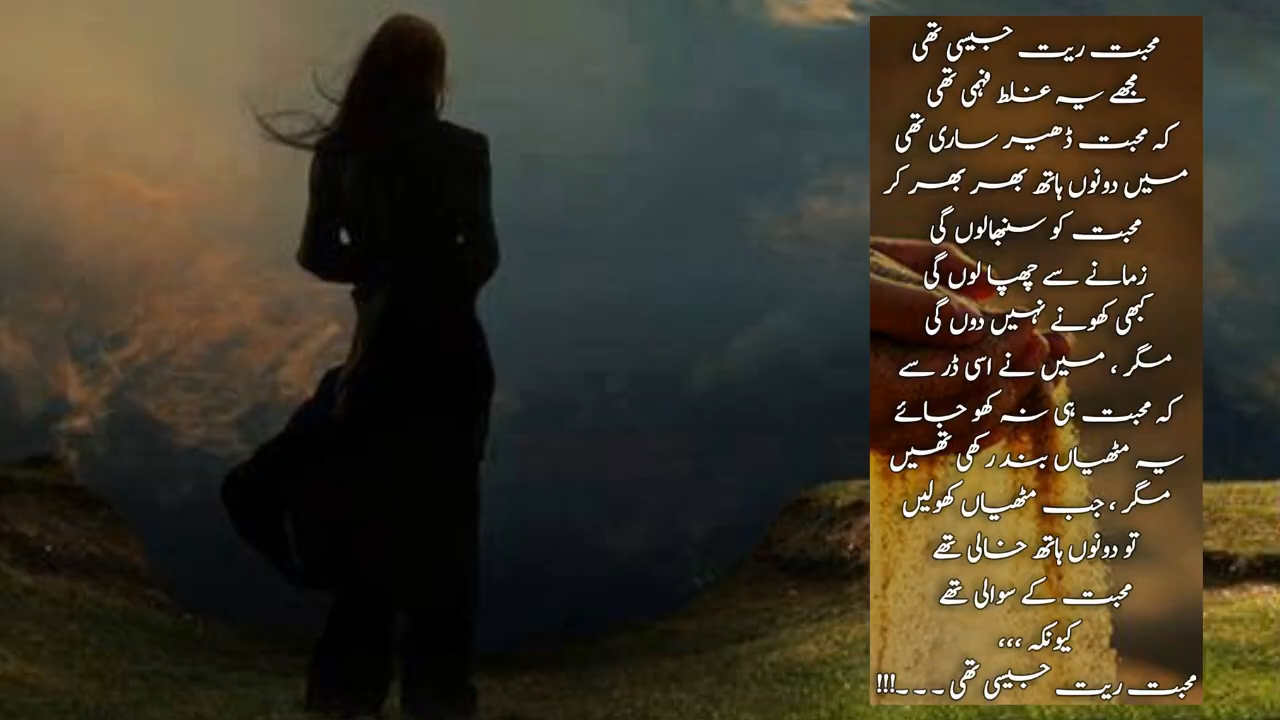 محبت ریت جیسی تھی
مجھے یہ غلط فہمی تھی
کہ محبت ڈھیر ساری تھی
میں دونوں ہاتھ بھر بھر کر
محبت کو سنبھالوں گی
زمانے سے چھپا لوں گی
کبھی کھونے نہیں دوں گی
مگر ، میں نے اسی ڈر سے
کہ محبت ہی نہ کھو جائے
یہ مٹھیاں بند رکھی تھیں
مگر ، جب مٹھیاں کھولیں
تو دونوں ہاتھ خالی تھے
محبت کے سوالی تھے
کیونکہ ،،،
محبت ریت جیسی تھی ۔۔۔۔!!!